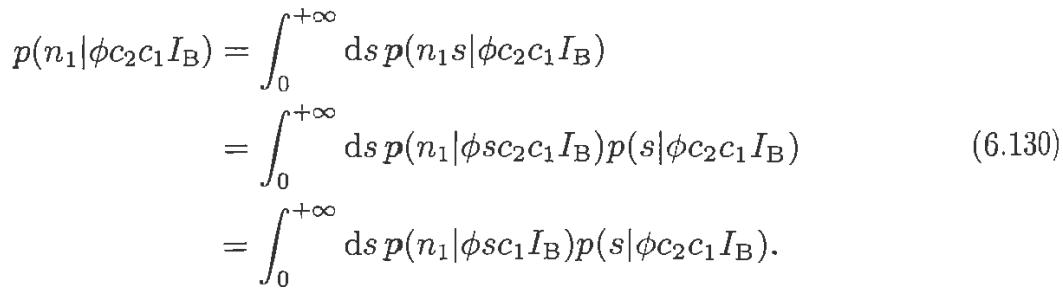 p(n₁|ϕc₂c₁I_B) = ∫₀^{+∞} ds p(n₁s|ϕc₂c₁I_B)
= ∫₀^{+∞} ds p(n₁|ϕsc₂c₁I_B)p(s|ϕc₂c₁I_B) (6.130)
= ∫₀^{+∞} ds p(n₁|ϕsc₁I_B)p(s|ϕc₂c₁I_B).